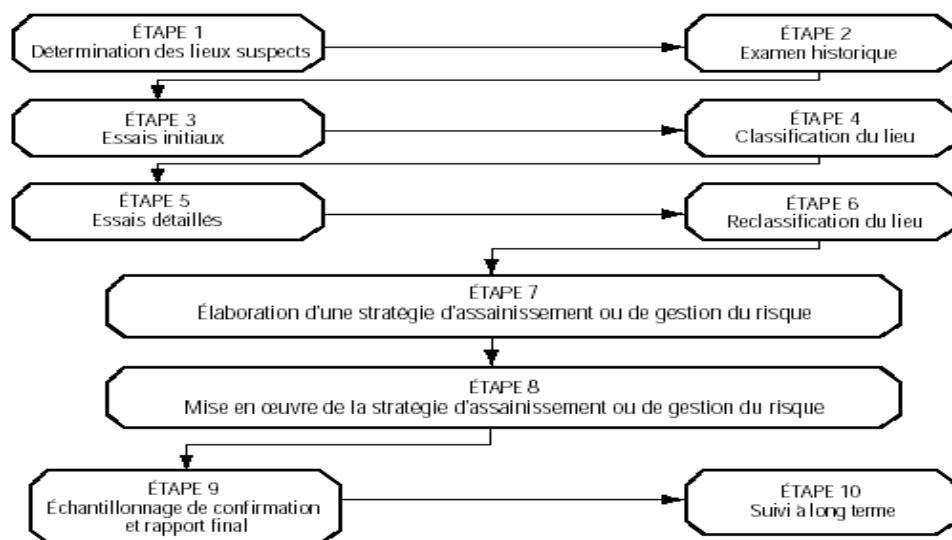 ÉTAPE 1
Détermination des lieux suspects
ÉTAPE 2
Examen historique
ÉTAPE 3
Essais initiaux
ÉTAPE 4
Classification du lieu
ÉTAPE 5
Essais détaillés
ÉTAPE 6
Reclassification du lieu
ÉTAPE 7
Élaboration d'une stratégie d'assainissement ou de gestion du risque
ÉTAPE 8
Mise en œuvre de la stratégie d'assainissement ou de gestion du risque
ÉTAPE 9
Échantillonnage de confirmation
et rapport final
ÉTAPE 10
Suivi à long terme